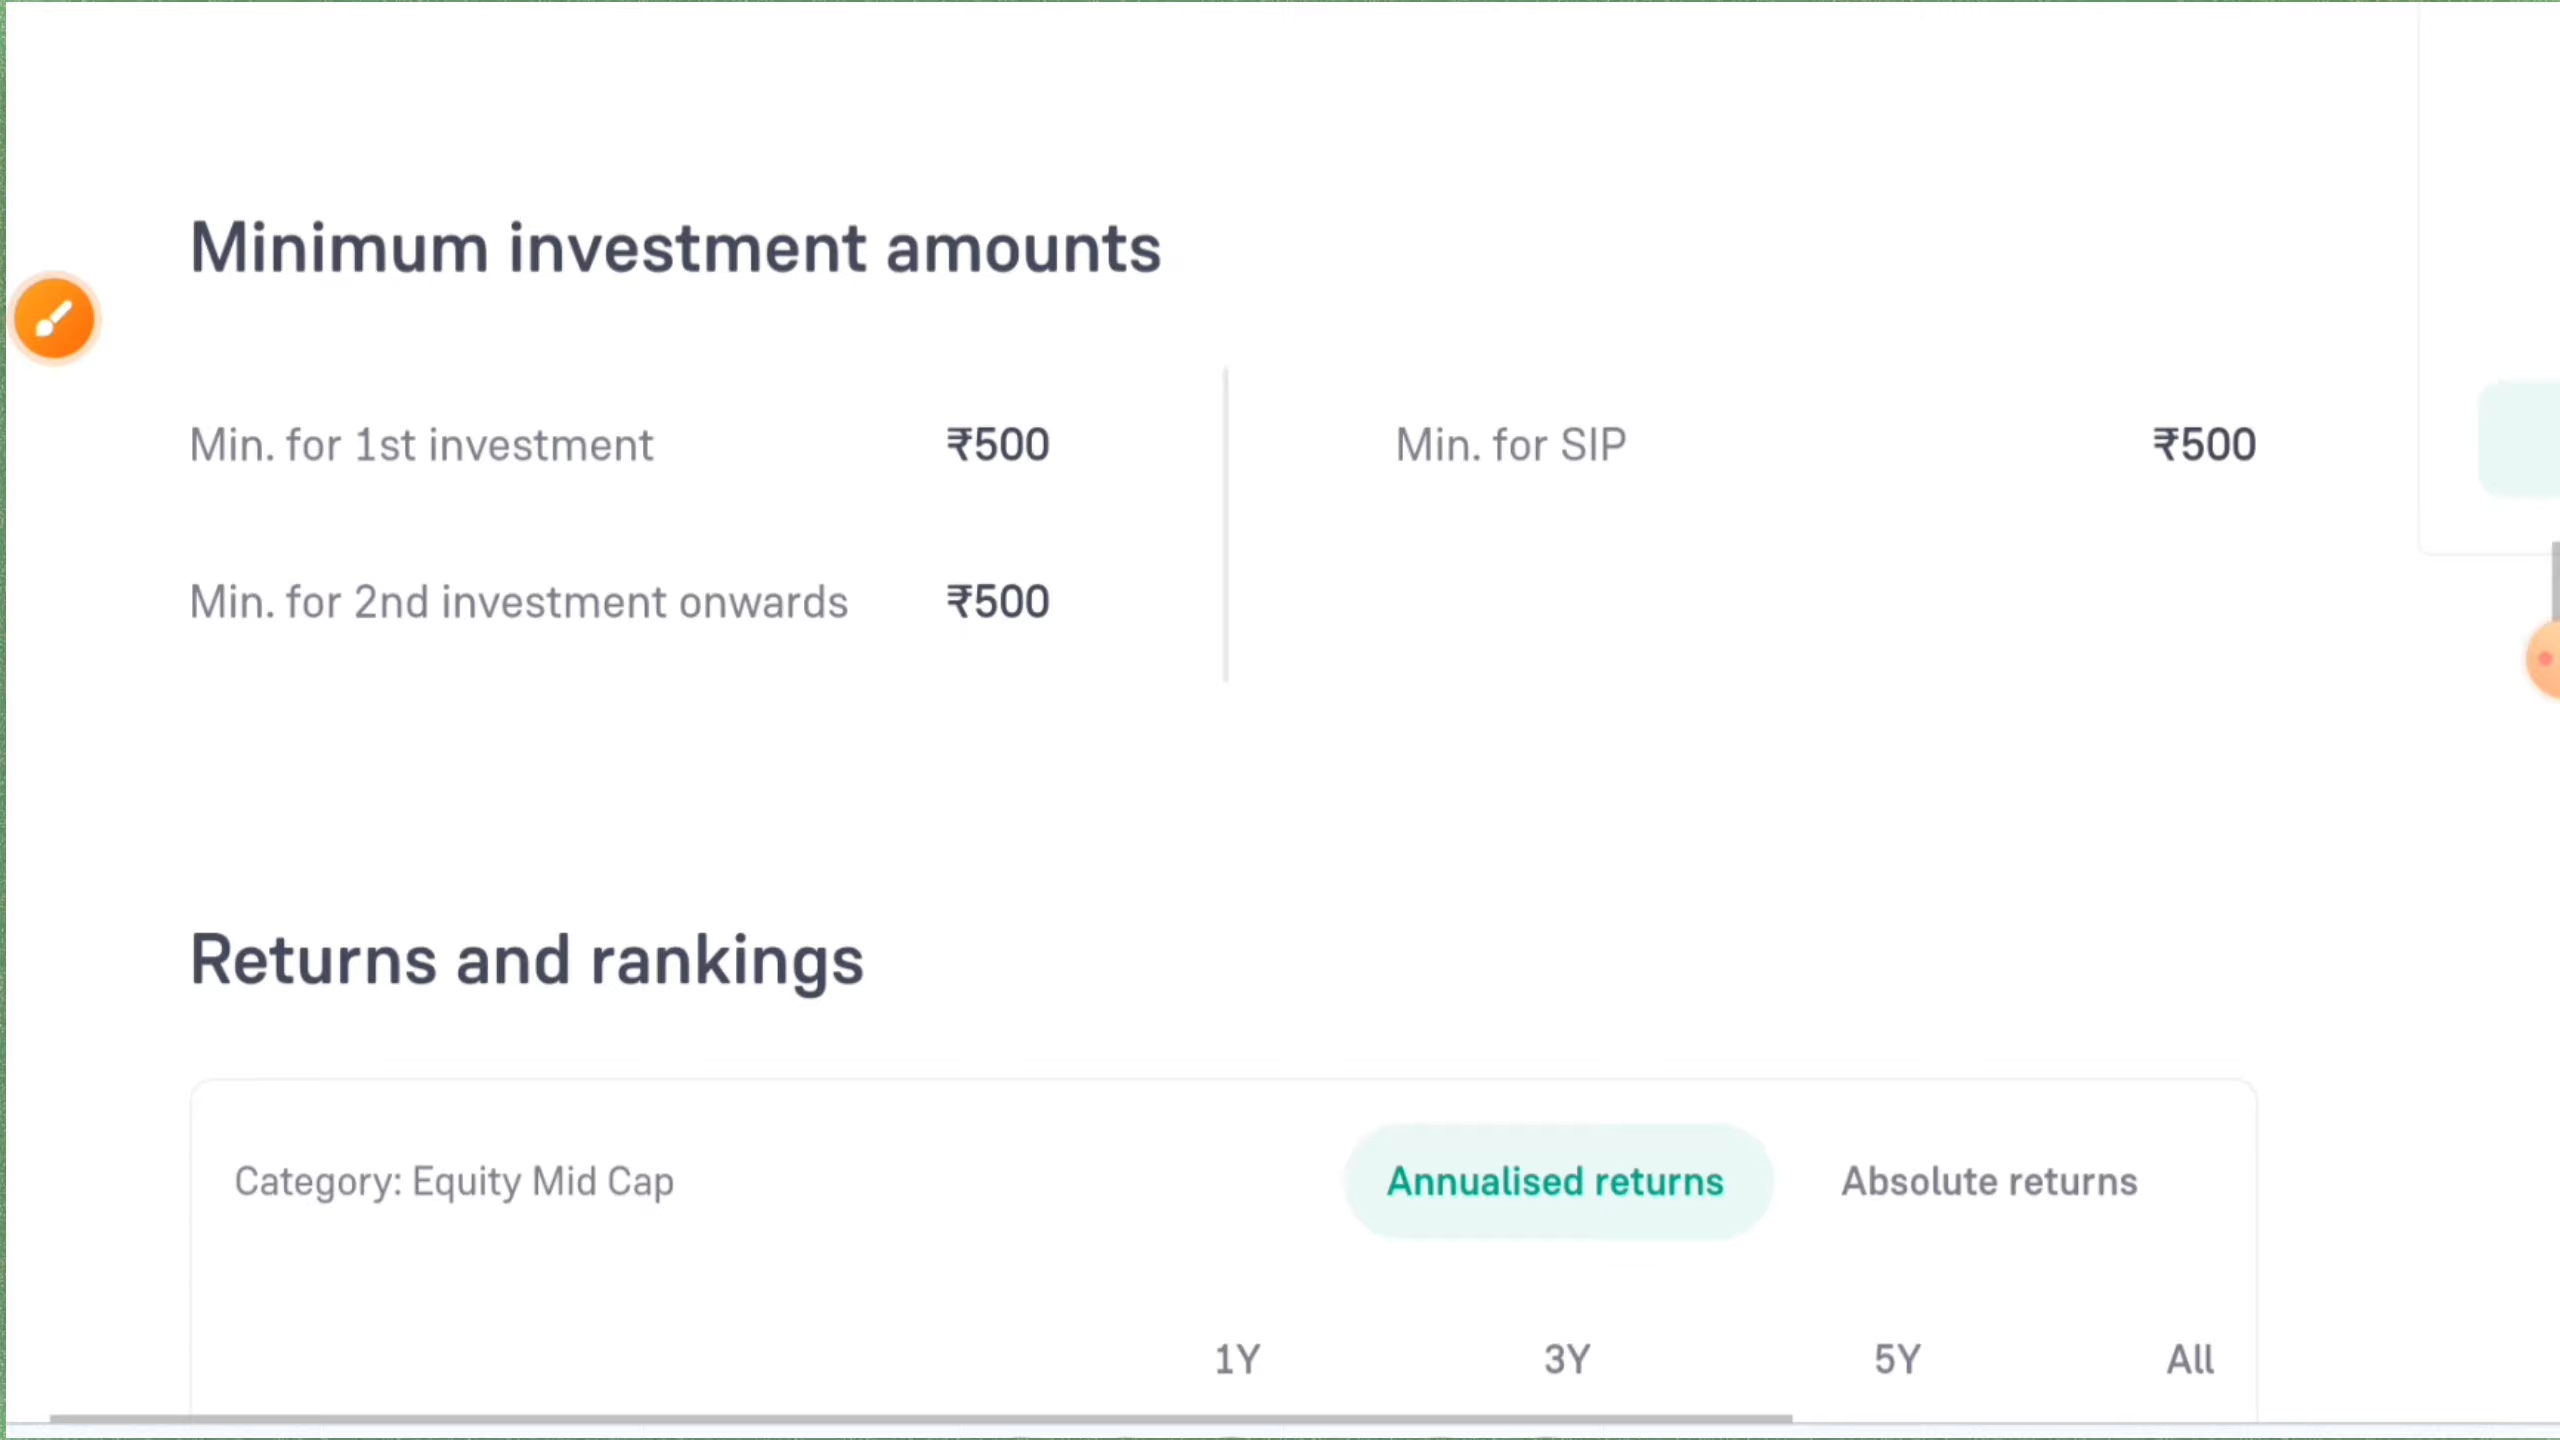 Minimum investment amounts
Min. for 1st investment ₹500
Min. for SIP ₹500
Min. for 2nd investment onwards ₹500
Returns and rankings
Category: Equity Mid Cap
Annualised returns
Absolute returns
1Y 3Y 5Y All